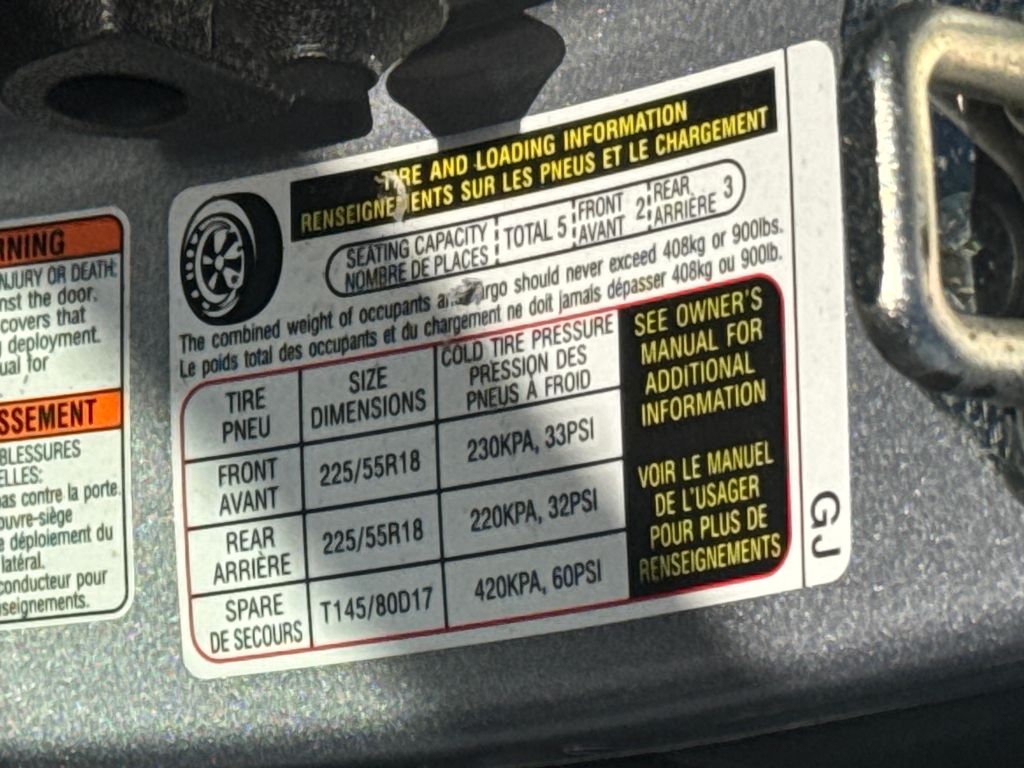 RNING
NJURY OR DEATH:
nst the door.
covers that
deployment.
ual for
SSEMENT
BLESSURES
ELLES:
pas contre la porte.
ouvre-siège
e déploiement du
latéral.
conducteur pour
seignements.
TIRE AND LOADING INFORMATION
RENSEIGNEMENTS SUR LES PNEUS ET LE CHARGEMENT
SEATING CAPACITY
NOMBRE DE PLACES
TOTAL 5
FRONT
AVANT 2
REAR
ARRIÈRE 3
The combined weight of occupants and cargo should never exceed 408kg or 900lbs.
Le poids total des occupants et du chargement ne doit jamais dépasser 408kg ou 900lb.
TIRE
PNEU
SIZE
DIMENSIONS
COLD TIRE PRESSURE
PRESSION DES
PNEUS À FROID
FRONT
AVANT
225/55R18
230KPA, 33PSI
REAR
ARRIÈRE
225/55R18
220KPA, 32PSI
SPARE
DE SECOURS
T145/80D17
420KPA, 60PSI
SEE OWNER'S
MANUAL FOR
ADDITIONAL
INFORMATION
VOIR LE MANUEL
DE L'USAGER
POUR PLUS DE
RENSEIGNEMENTS
GJ